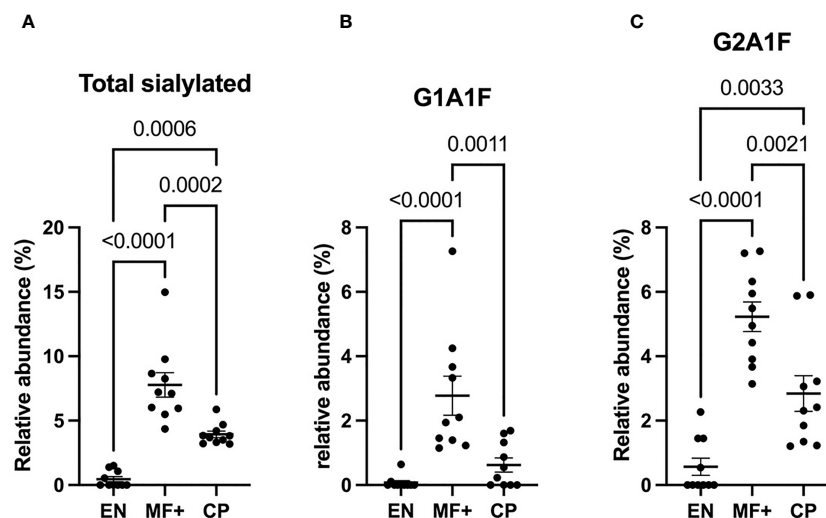 A
Total sialylated
0.0006
0.0002
<0.0001
Relative abundance (%)
20
15
10
5
0
EN MF+ CP
B
G1A1F
0.0011
<0.0001
relative abundance (%)
8
6
4
2
0
EN MF+ CP
C
G2A1F
0.0033
0.0021
<0.0001
Relative abundance (%)
8
6
4
2
0
EN MF+ CP